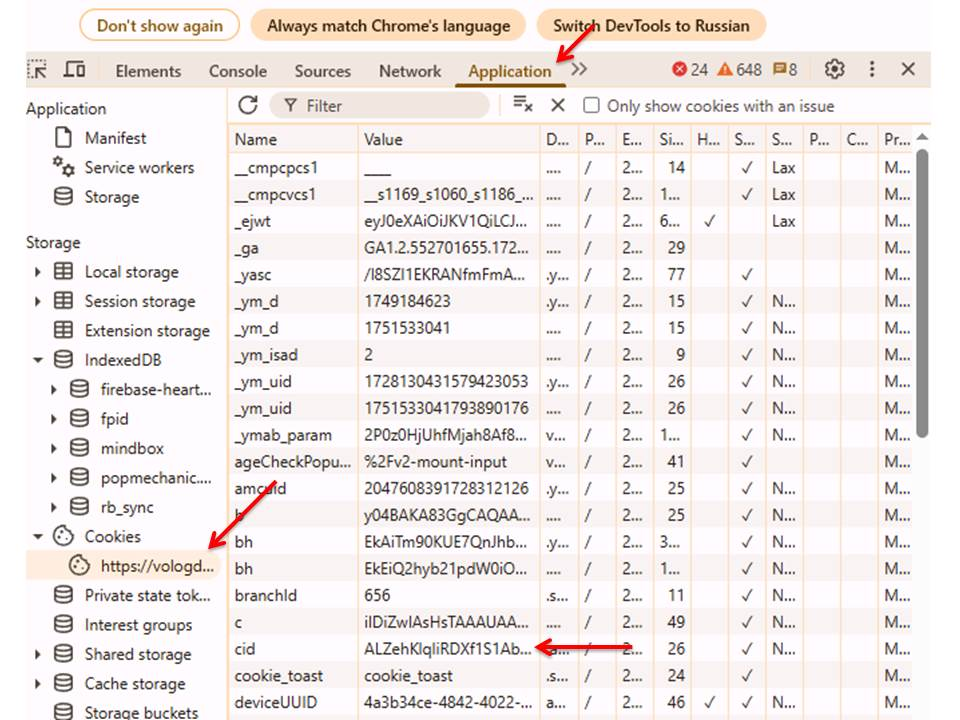 Don't show again Always match Chrome's language Switch DevTools to Russian
Elements Console Sources Network Application >> 24 648 8
Application
Filter Only show cookies with an issue
Manifest
Service workers
Storage
Storage
Local storage
Session storage
Extension storage
IndexedDB
firebase-heart...
fpid
mindbox
popmechanic....
rb_sync
Cookies
https://vologd...
Private state tok...
Interest groups
Shared storage
Cache storage
Storage buckets
Name Value D... P... E... Si... H... S... S... P... C... Pr...
__cmpcpcs1 ____ .... / 2... 14 ✓ Lax M...
__cmpcvcs1 __s1169_s1060_s1186_... .... / 2... 1... ✓ Lax M...
_ejwt eyJ0eXAiOiJKV1QiLCJ... .... / 2... 6... ✓ Lax M...
_ga GA1.2.552701655.172... .... / 2... 29 M...
_yasc /I8SZI1EKRANfmFmA... .y... / 2... 77 ✓ M...
_ym_d 1749184623 .y... / 2... 15 ✓ N... M...
_ym_d 1751533041 .... / 2... 15 ✓ N... M...
_ym_isad 2 .... / 2... 9 ✓ N... M...
_ym_uid 1728130431579423053 .y... / 2... 26 ✓ N... M...
_ym_uid 1751533041793890176 .... / 2... 26 ✓ N... M...
_ymab_param 2P0z0HjUhfMjah8Af8... v... / 2... 1... ✓ N... M...
ageCheckPopu... %2Fv2-mount-input v... / 2... 41 ✓ M...
amcuid 2047608391728312126 .y... / 2... 25 ✓ N... M...
b y04BAKA83GgCAQAA... .... / 2... 25 ✓ N... M...
bh EkAiTm90KUE7QnJhb... .y... / 2... 3... ✓ N... M...
bh EkEiQ2hyb21pdW0iO... .... / 2... 1... ✓ N... M...
branchId 656 .s... / 2... 11 ✓ N... M...
c ilDiZwIAsHsTAAAUAA... .... / 2... 49 ✓ N... M...
cid ALZehKlqIiRDXf1S1Ab... .a... / 2... 26 ✓ N... M...
cookie_toast cookie_toast .s... / 2... 24 ✓ M...
deviceUUID 4a3b34ce-4842-4022-... a... / 2... 46 ✓ ✓ N... M...